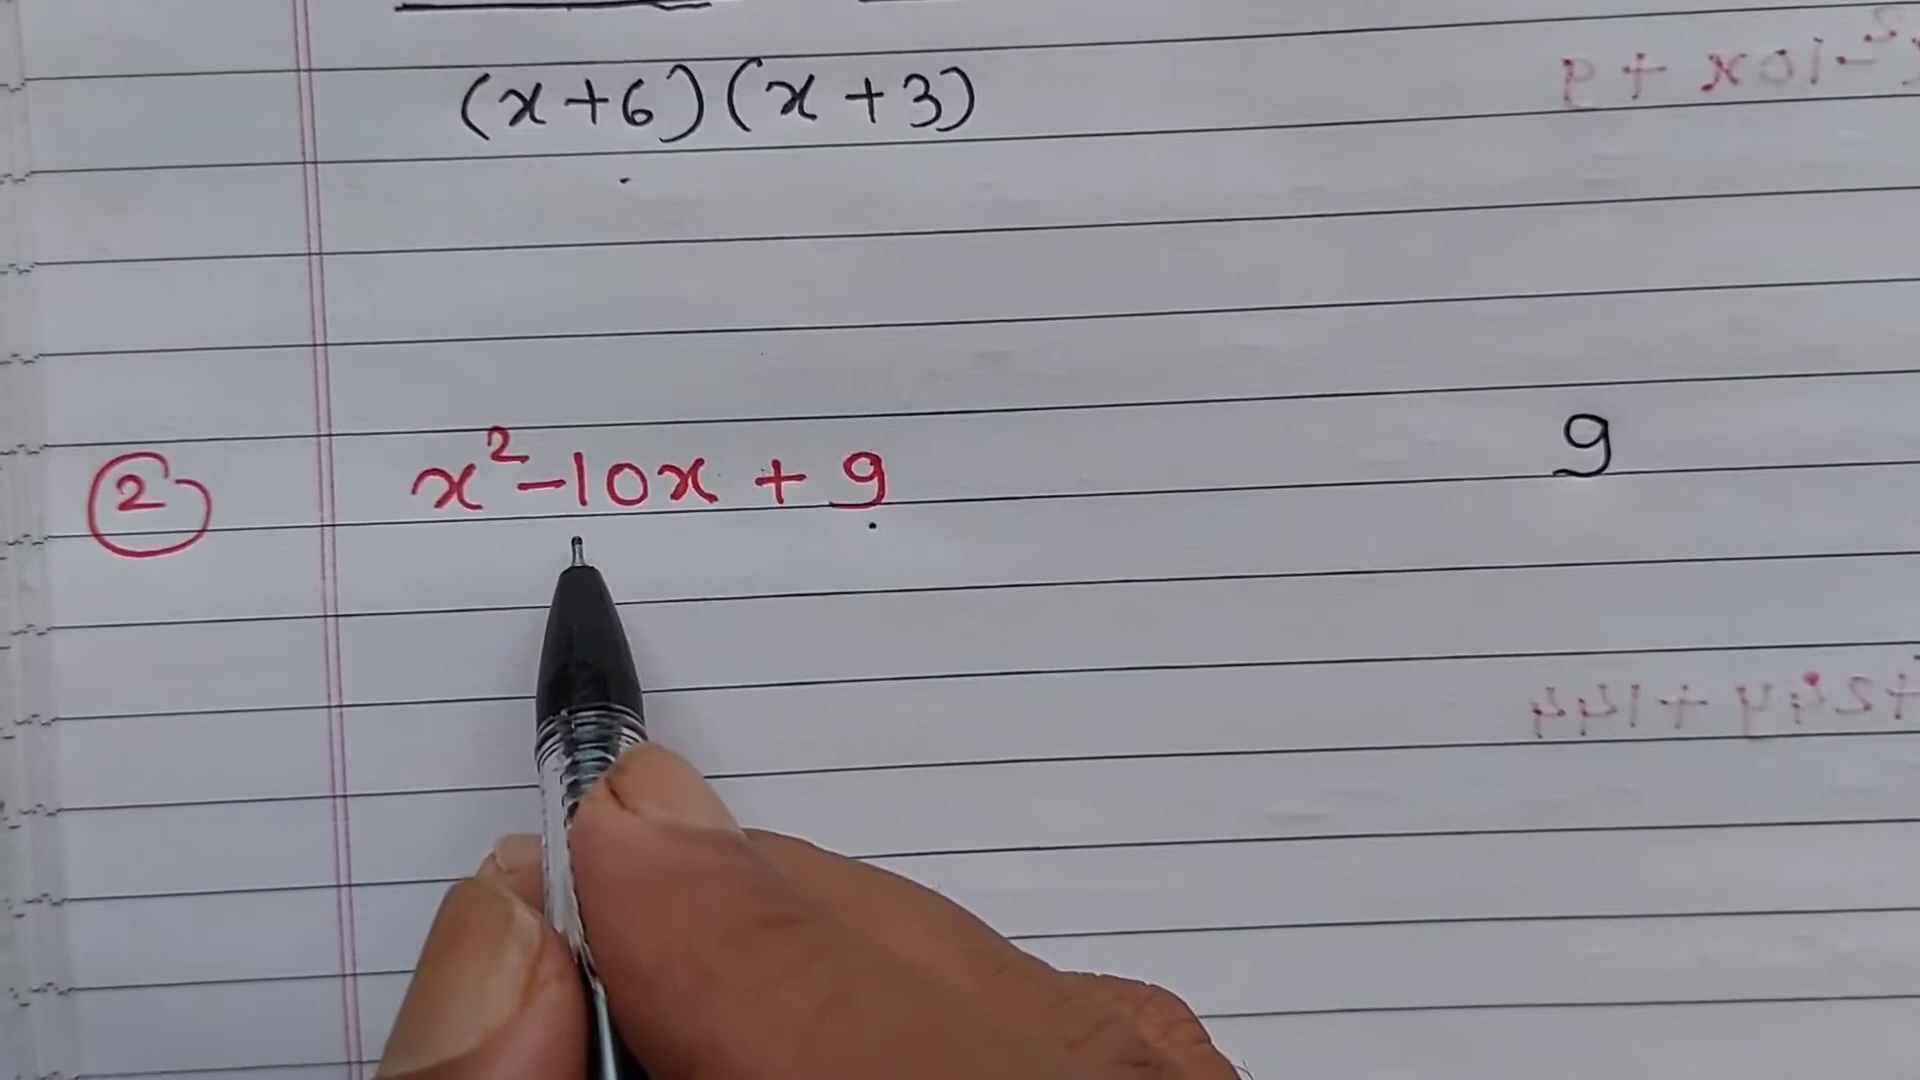 (x+6)(x+3)
② x²-10x+9
9